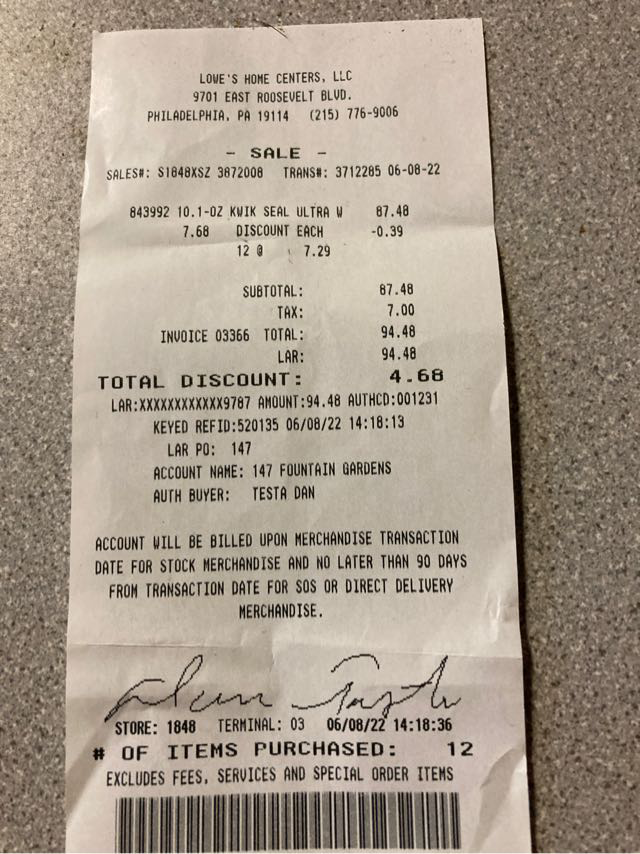 LOWE'S HOME CENTERS, LLC
9701 EAST ROOSEVELT BLVD.
PHILADELPHIA, PA 19114 (215) 776-9006
- SALE -
SALES#: S1848XSZ 3872008 TRANS#: 3712285 06-08-22
843992 10.1-OZ KWIK SEAL ULTRA W 87.48
7.68 DISCOUNT EACH -0.39
12 @ 7.29
SUBTOTAL: 87.48
TAX: 7.00
INVOICE 03366 TOTAL: 94.48
LAR: 94.48
TOTAL DISCOUNT: 4.68
LAR:XXXXXXXXXXXX9787 AMOUNT:94.48 AUTHCD:001231
KEYED REFID:520135 06/08/22 14:18:13
LAR PO: 147
ACCOUNT NAME: 147 FOUNTAIN GARDENS
AUTH BUYER: TESTA DAN
ACCOUNT WILL BE BILLED UPON MERCHANDISE TRANSACTION
DATE FOR STOCK MERCHANDISE AND NO LATER THAN 90 DAYS
FROM TRANSACTION DATE FOR SOS OR DIRECT DELIVERY
MERCHANDISE.
STORE: 1848 TERMINAL: 03 06/08/22 14:18:36
# OF ITEMS PURCHASED: 12
EXCLUDES FEES, SERVICES AND SPECIAL ORDER ITEMS